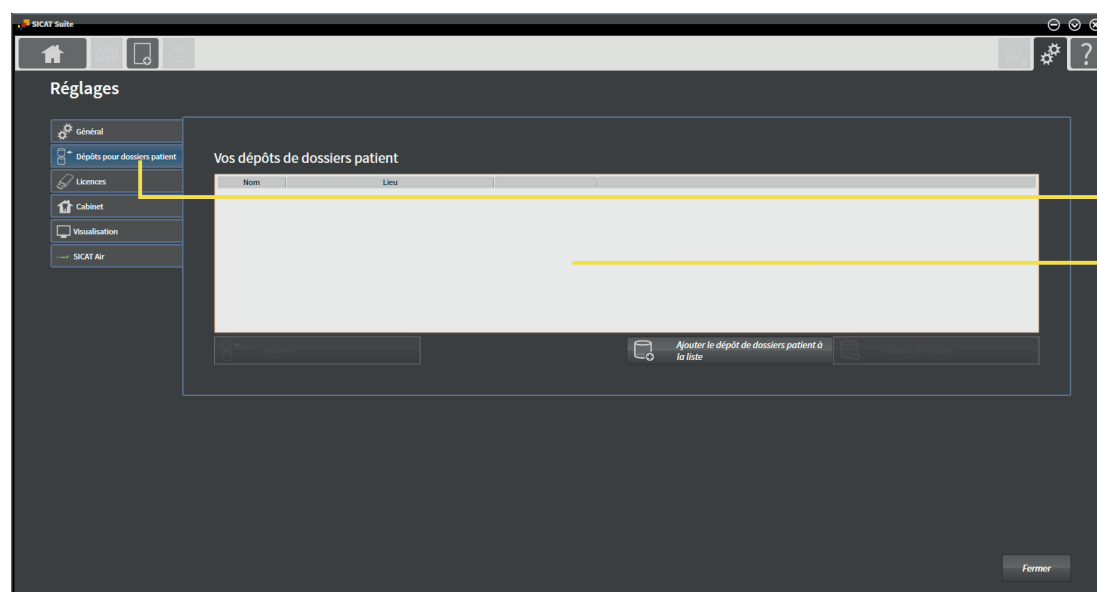 SICAT Suite
?
Réglages
Général
Dépôts pour dossiers patient
Licences
Cabinet
Visualisation
SICAT Air
Vos dépôts de dossiers patient
Nom Lieu
Ajouter le dépôt de dossiers patient à
la liste
Fermer